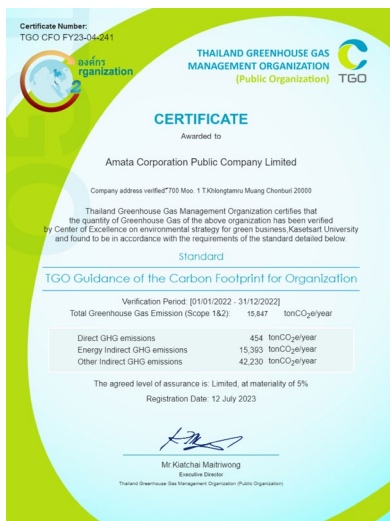 Certificate Number:
TGO CFO FY23-04-241
องค์กร
rganization
2
THAILAND GREENHOUSE GAS
MANAGEMENT ORGANIZATION
(Public Organization)
TGO
CERTIFICATE
Awarded to
Amata Corporation Public Company Limited
Company address verified"700 Moo. 1 T.Khlongtamru Muang Chonburi 20000
Thailand Greenhouse Gas Management Organization certifies that
the quantity of Greenhouse Gas of the above organization has been verified
by Center of Excellence on environmental strategy for green business,Kasetsart University
and found to be in accordance with the requirements of the standard detailed below.
Standard
TGO Guidance of the Carbon Footprint for Organization
Verification Period: [01/01/2022 - 31/12/2022]
Total Greenhouse Gas Emission (Scope 1&2): 15,847 tonCO2e/year
Direct GHG emissions 454 tonCO2e/year
Energy Indirect GHG emissions 15,393 tonCO2e/year
Other Indirect GHG emissions 42,230 tonCO2e/year
The agreed level of assurance is: Limited, at materiality of 5%
Registration Date: 12 July 2023
Mr.Kiatchai Maitriwong
Executive Director
Thailand Greenhouse Gas Management Organization (Public Organization)